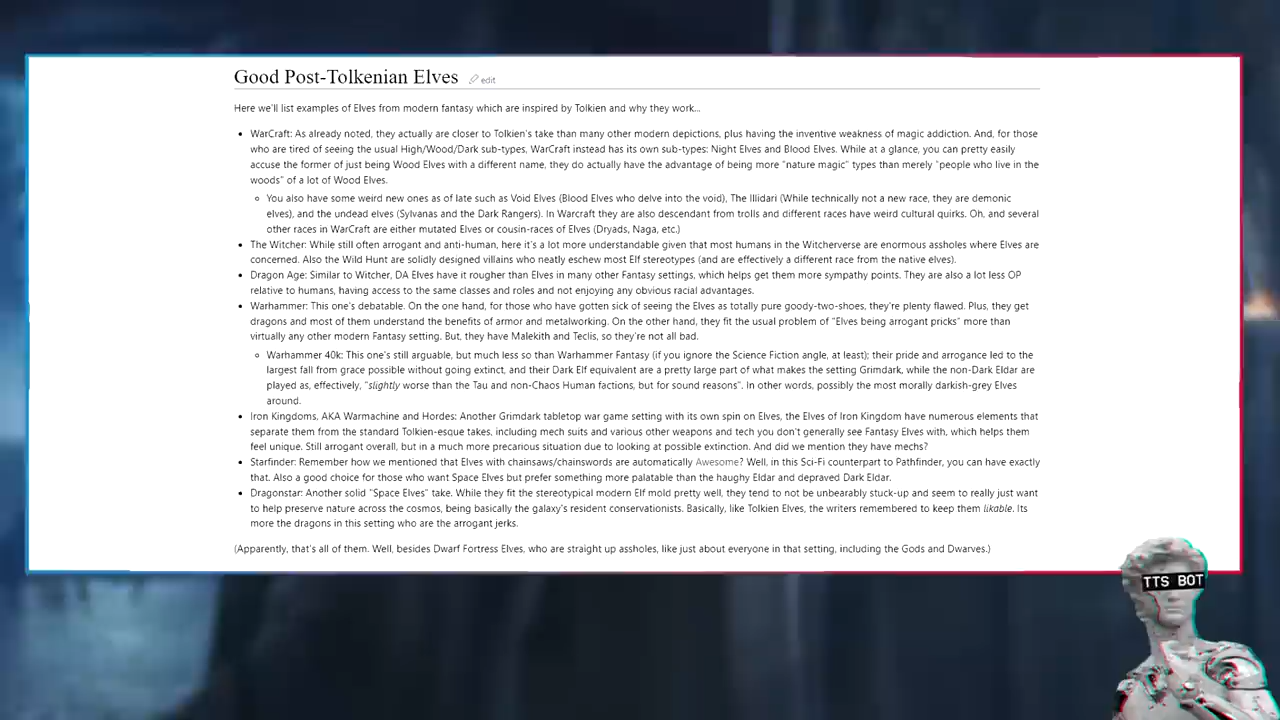 Good Post-Tolkenian Elves edit
Here we'll list examples of Elves from modern fantasy which are inspired by Tolkien and why they work...
• WarCraft: As already noted, they actually are closer to Tolkien's take than many other modern depictions, plus having the inventive weakness of magic addiction. And, for those
who are tired of seeing the usual High/Wood/Dark sub-types, WarCraft instead has its own sub-types: Night Elves and Blood Elves. While at a glance, you can pretty easily
accuse the former of just being Wood Elves with a different name, they do actually have the advantage of being more "nature magic" types than merely "people who live in the
woods" of a lot of Wood Elves.
◦ You also have some weird new ones as of late such as Void Elves (Blood Elves who delve into the void), The Illidari (While technically not a new race, they are demonic
elves), and the undead elves (Sylvanas and the Dark Rangers). In Warcraft they are also descendant from trolls and different races have weird cultural quirks. Oh, and several
other races in WarCraft are either mutated Elves or cousin-races of Elves (Dryads, Naga, etc.)
• The Witcher: While still often arrogant and anti-human, here it's a lot more understandable given that most humans in the Witcherverse are enormous assholes where Elves are
concerned. Also the Wild Hunt are solidly designed villains who neatly eschew most Elf stereotypes (and are effectively a different race from the native elves).
• Dragon Age: Similar to Witcher, DA Elves have it rougher than Elves in many other Fantasy settings, which helps get them more sympathy points. They are also a lot less OP
relative to humans, having access to the same classes and roles and not enjoying any obvious racial advantages.
• Warhammer: This one's debatable. On the one hand, for those who have gotten sick of seeing the Elves as totally pure goody-two-shoes, they're plenty flawed. Plus, they get
dragons and most of them understand the benefits of armor and metalworking. On the other hand, they fit the usual problem of "Elves being arrogant pricks" more than
virtually any other modern Fantasy setting. But, they have Malekith and Teclis, so they're not all bad.
◦ Warhammer 40k: This one's still arguable, but much less so than Warhammer Fantasy (if you ignore the Science Fiction angle, at least); their pride and arrogance led to the
largest fall from grace possible without going extinct, and their Dark Elf equivalent are a pretty large part of what makes the setting Grimdark, while the non-Dark Eldar are
played as, effectively, "slightly worse than the Tau and non-Chaos Human factions, but for sound reasons". In other words, possibly the most morally darkish-grey Elves
around.
• Iron Kingdoms, AKA Warmachine and Hordes: Another Grimdark tabletop war game setting with its own spin on Elves, the Elves of Iron Kingdom have numerous elements that
separate them from the standard Tolkien-esque takes, including mech suits and various other weapons and tech you don't generally see Fantasy Elves with, which helps them
feel unique. Still arrogant overall, but in a much more precarious situation due to looking at possible extinction. And did we mention they have mechs?
• Starfinder: Remember how we mentioned that Elves with chainsaws/chainswords are automatically Awesome? Well, in this Sci-Fi counterpart to Pathfinder, you can have exactly
that. Also a good choice for those who want Space Elves but prefer something more palatable than the haughy Eldar and depraved Dark Eldar.
• Dragonstar: Another solid "Space Elves" take. While they fit the stereotypical modern Elf mold pretty well, they tend to not be unbearably stuck-up and seem to really just want
to help preserve nature across the cosmos, being basically the galaxy's resident conservationists. Basically, like Tolkien Elves, the writers remembered to keep them likable. Its
more the dragons in this setting who are the arrogant jerks.
(Apparently, that's all of them. Well, besides Dwarf Fortress Elves, who are straight up assholes, like just about everyone in that setting, including the Gods and Dwarves.)
TTS BOT